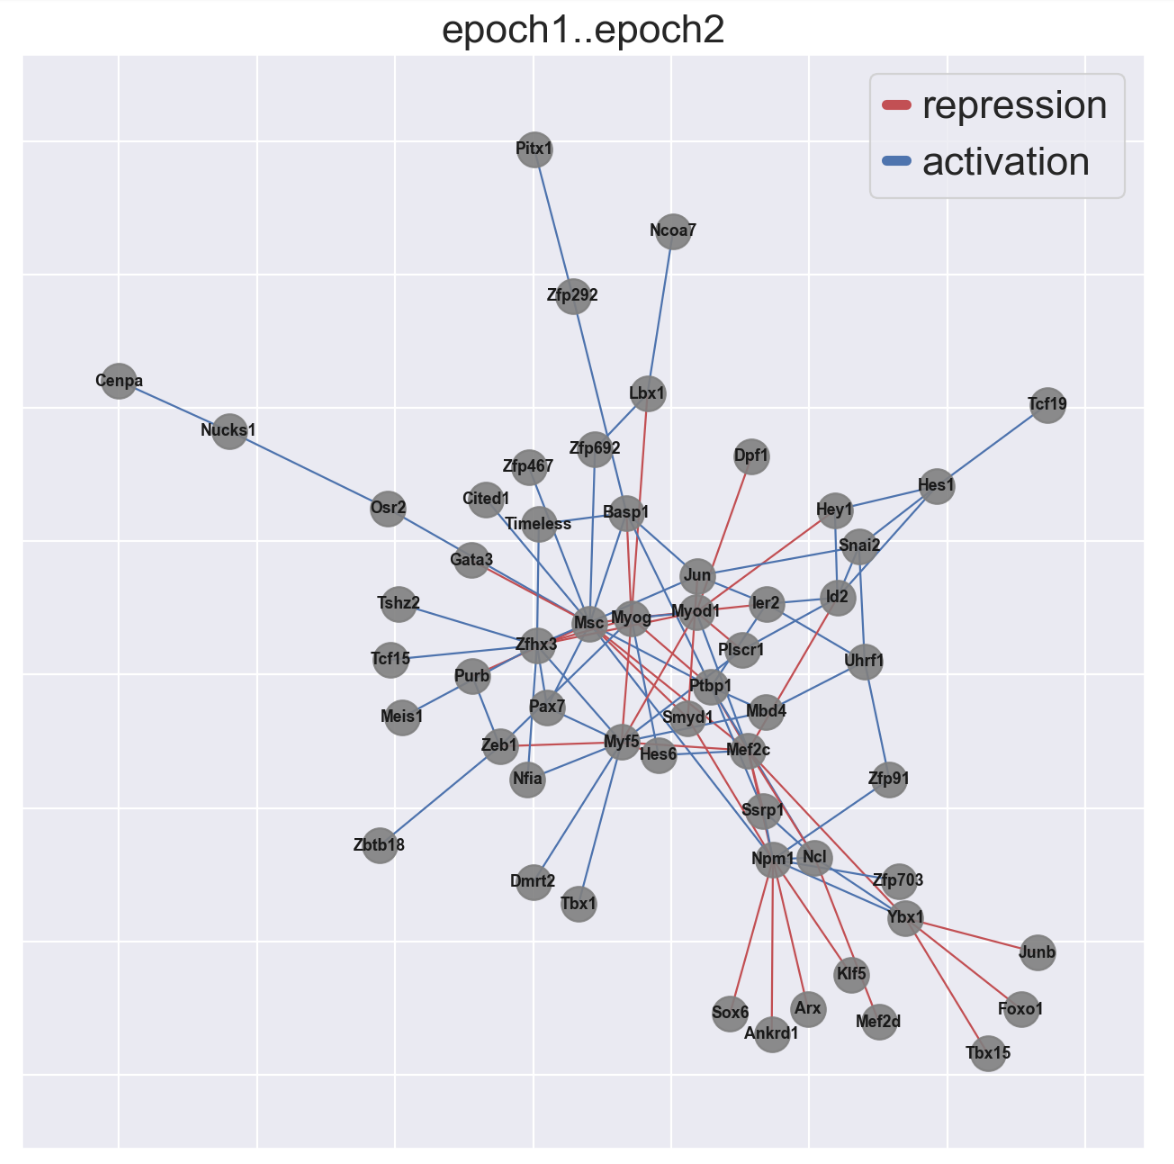 epoch1..epoch2
repression
activation
Pitx1
Ncoa7
Zfp292
Cenpa
Lbx1
Tcf19
Nucks1
Zfp692
Dpf1
Zfp467
Hes1
Cited1
Osr2
Basp1
Hey1
Timeless
Snai2
Gata3
Jun
Tshz2
Ier2
Id2
Msc
Myog
Myod1
Zfhx3
Plscr1
Tcf15
Uhrf1
Purb
Ptbp1
Meis1
Pax7
Smyd1
Mbd4
Zeb1
Myf5
Hes6
Mef2c
Nfia
Zfp91
Ssrp1
Zbtb18
Npm1
Ncl
Dmrt2
Zfp703
Tbx1
Ybx1
Junb
Klf5
Sox6
Arx
Foxo1
Mef2d
Ankrd1
Tbx15